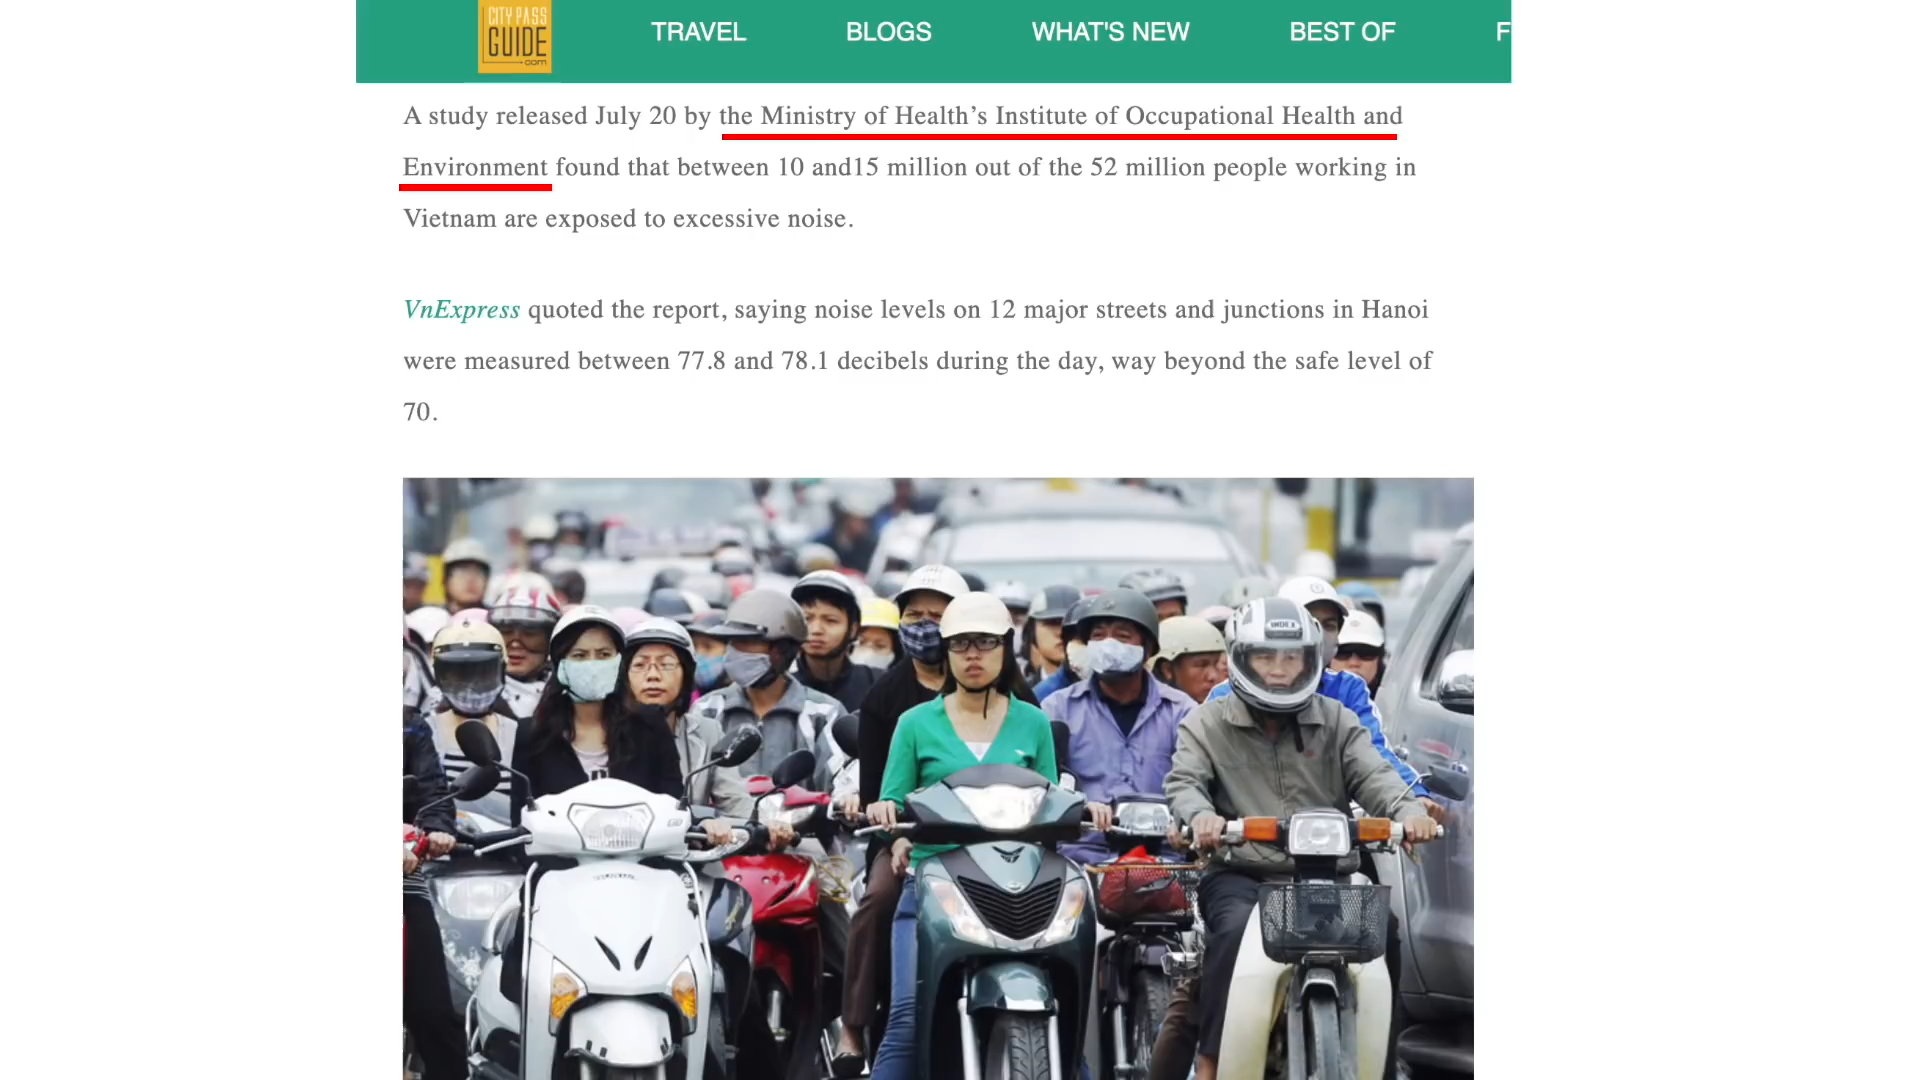 CITY PASS
GUIDE
.com
TRAVEL BLOGS WHAT'S NEW BEST OF F
A study released July 20 by the Ministry of Health’s Institute of Occupational Health and
Environment found that between 10 and15 million out of the 52 million people working in
Vietnam are exposed to excessive noise.
VnExpress quoted the report, saying noise levels on 12 major streets and junctions in Hanoi
were measured between 77.8 and 78.1 decibels during the day, way beyond the safe level of
70.
INDEX